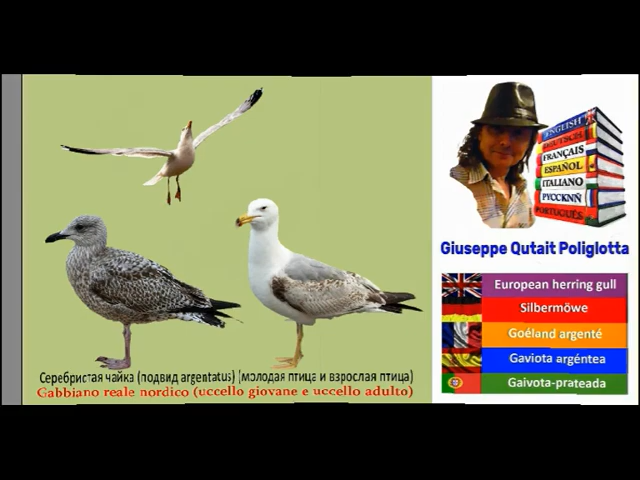 Серебристая чайка (подвид argentatus) (молодая птица и взрослая птица)
Gabbiano reale nordico (uccello giovane e uccello adulto)
ENGLISH
DEUTSCH
FRANÇAIS
ESPAÑOL
ITALIANO
РУССКNЙ
PORTUGUÊS
Giuseppe Qutait Poliglotta
European herring gull
Silbermöwe
Goéland argenté
Gaviota argéntea
Gaivota-prateada